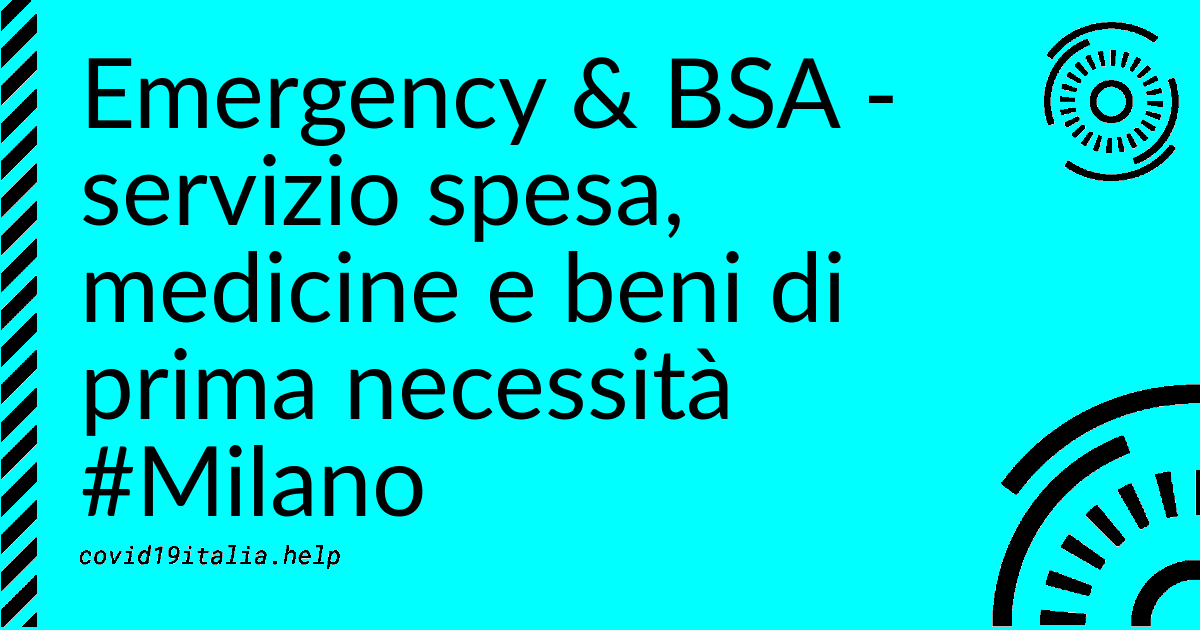 Emergency & BSA -
servizio spesa,
medicine e beni di
prima necessità
#Milano
covid19italia.help